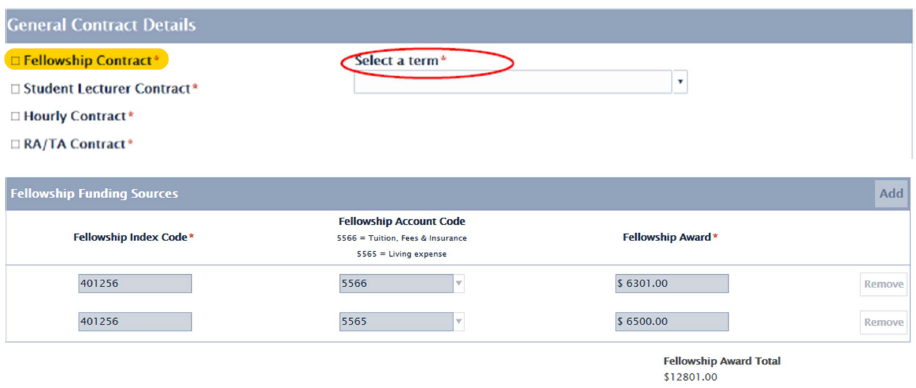 General Contract Details
Fellowship Contract*
Select a term*
Student Lecturer Contract*
Hourly Contract*
RA/TA Contract*
Fellowship Funding Sources
Add
Fellowship Index Code*
Fellowship Account Code
5566 = Tuition, Fees & Insurance
5565 = Living expense
Fellowship Award*
401256
5566
$ 6301.00
Remove
401256
5565
$ 6500.00
Remove
Fellowship Award Total
$12801.00